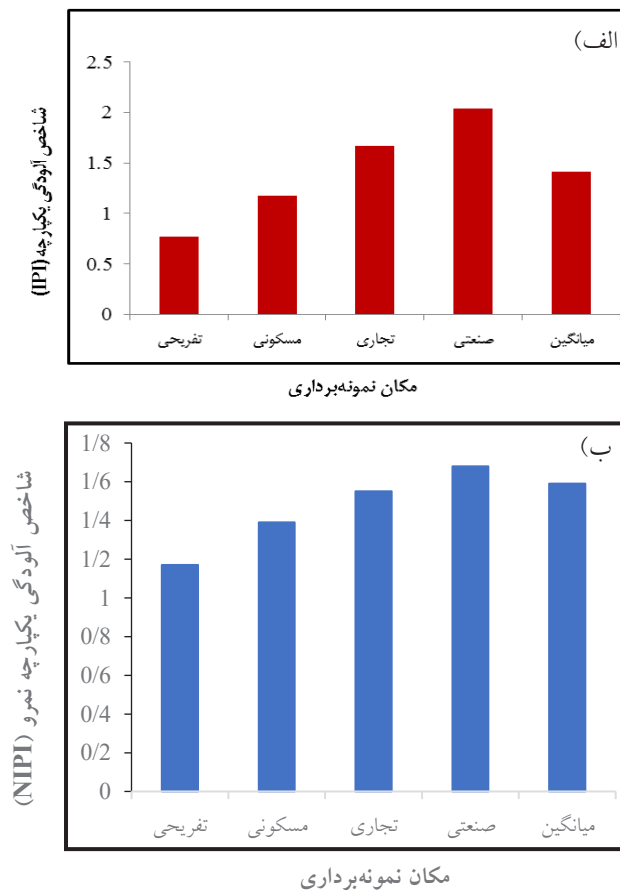 الف)
شاخص آلودگی یکپارچه (IPI)
2.5
2
1.5
1
0.5
0
تفریحی
مسکونی
تجاری
صنعتی
میانگین
مکان نمونه‌برداری
ب)
شاخص آلودگی یکپارچه نمرو (NIPI)
1/8
1/6
1/4
1/2
1
0/8
0/6
0/4
0/2
0
تفریحی
مسکونی
تجاری
صنعتی
میانگین
مکان نمونه‌برداری